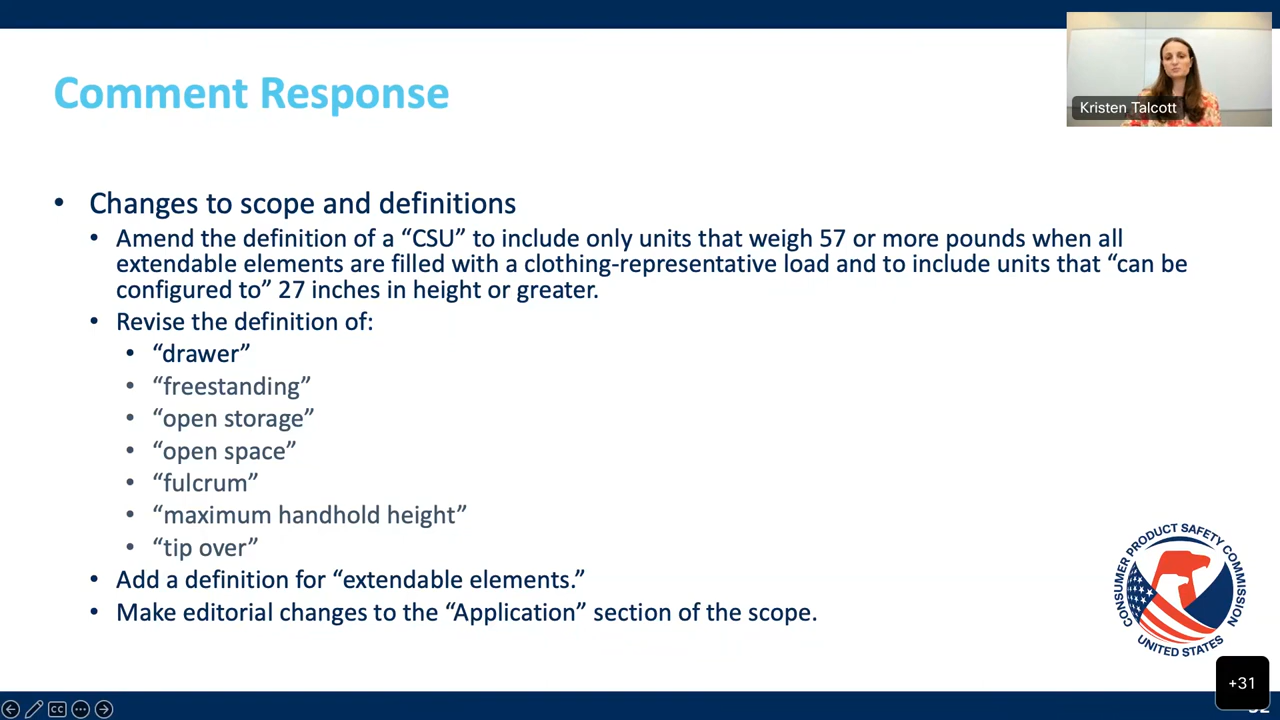 Comment Response
Kristen Talcott
• Changes to scope and definitions
• Amend the definition of a “CSU” to include only units that weigh 57 or more pounds when all
extendable elements are filled with a clothing-representative load and to include units that “can be
configured to” 27 inches in height or greater.
• Revise the definition of:
• “drawer”
• “freestanding”
• “open storage”
• “open space”
• “fulcrum”
• “maximum handhold height”
• “tip over”
• Add a definition for “extendable elements.”
• Make editorial changes to the “Application” section of the scope.
CONSUMER PRODUCT SAFETY COMMISSION
UNITED STATES
+31
CC